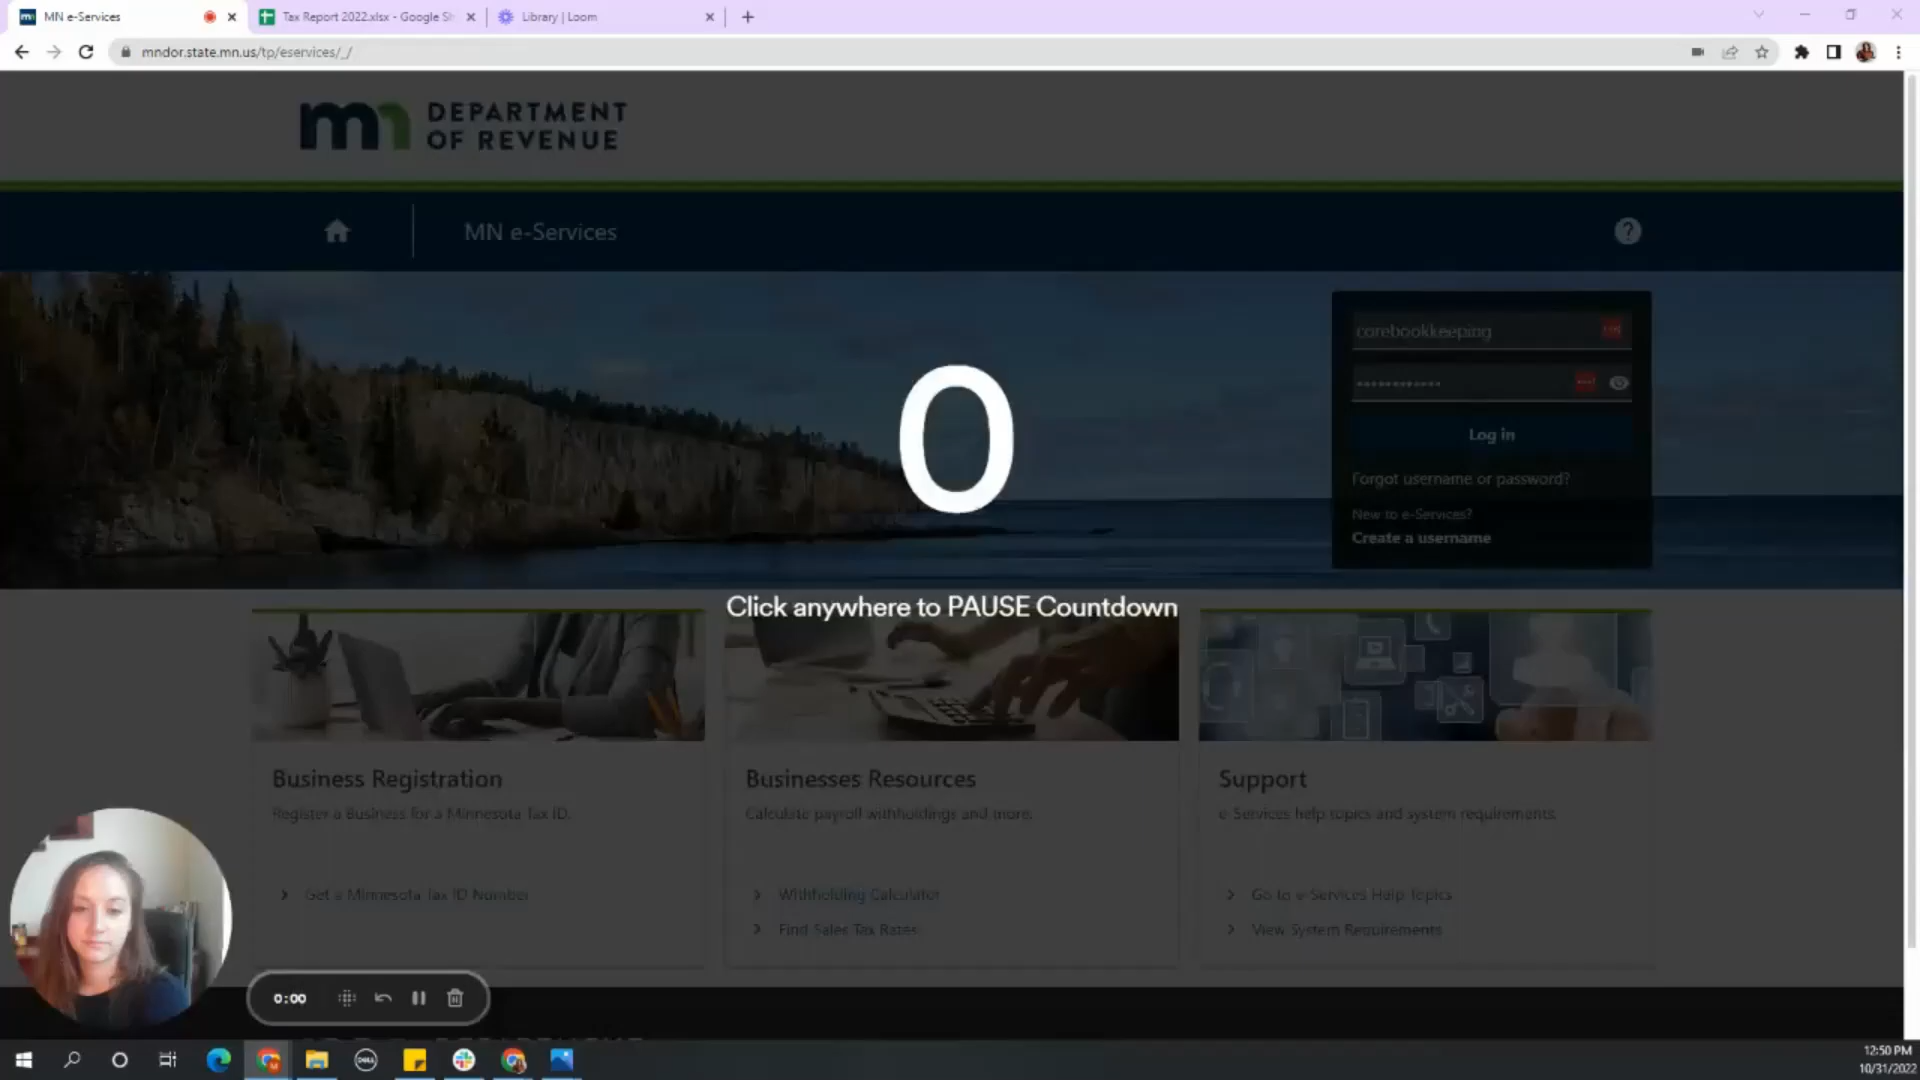 MN e-Services
Tax Report 2022.xlsx - Google Sh
Library | Loom
mndor.state.mn.us/tp/eservices/_/
mn DEPARTMENT
OF REVENUE
MN e-Services
?
corebookkeeping
••••••••••••
Log in
Forgot username or password?
New to e-Services?
Create a username
0
Click anywhere to PAUSE Countdown
Business Registration
Register a Business for a Minnesota Tax ID.
Get a Minnesota Tax ID Number
Businesses Resources
Calculate payroll withholdings and more.
Withholding Calculator
Find Sales Tax Rates
Support
e-Services help topics and system requirements.
Go to e-Services Help Topics
View System Requirements
0:00
DELL
12:50 PM
10/31/2022